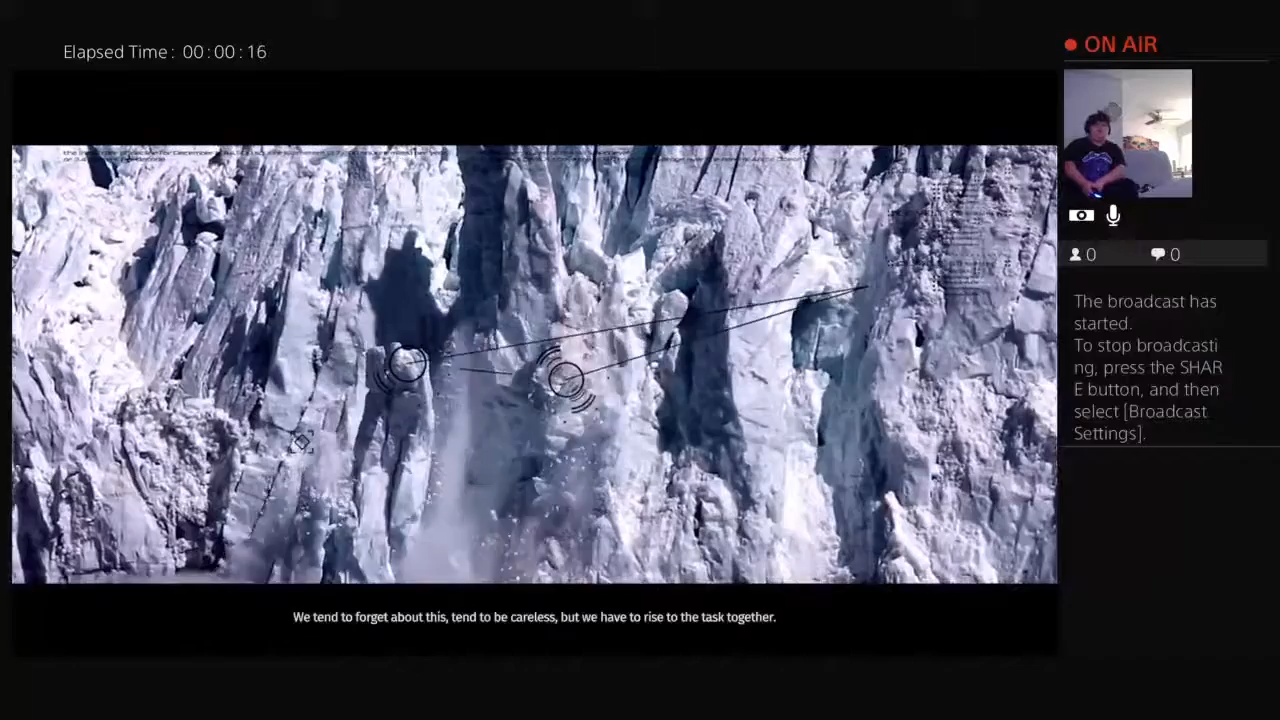 Elapsed Time: 00:00:16
ON AIR
0
0
The broadcast has
started.
To stop broadcasti
ng, press the SHAR
E button, and then
select [Broadcast
Settings].
We tend to forget about this, tend to be careless, but we have to rise to the task together.